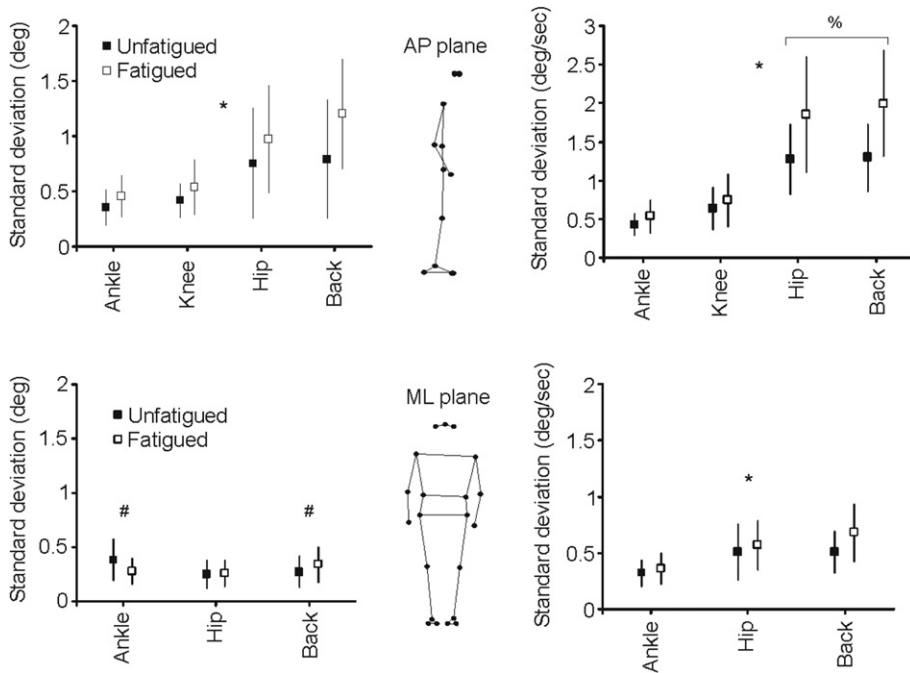 Standard deviation (deg)
2
1.5
1
0.5
0
Unfatigued
Fatigued
*
Ankle
Knee
Hip
Back
AP plane
Standard deviation (deg/sec)
3
2.5
2
1.5
1
0.5
0
*
%
Ankle
Knee
Hip
Back
Standard deviation (deg)
2
1.5
1
0.5
0
Unfatigued
Fatigued
#
#
Ankle
Hip
Back
ML plane
Standard deviation (deg/sec)
2
1.5
1
0.5
0
*
Ankle
Hip
Back